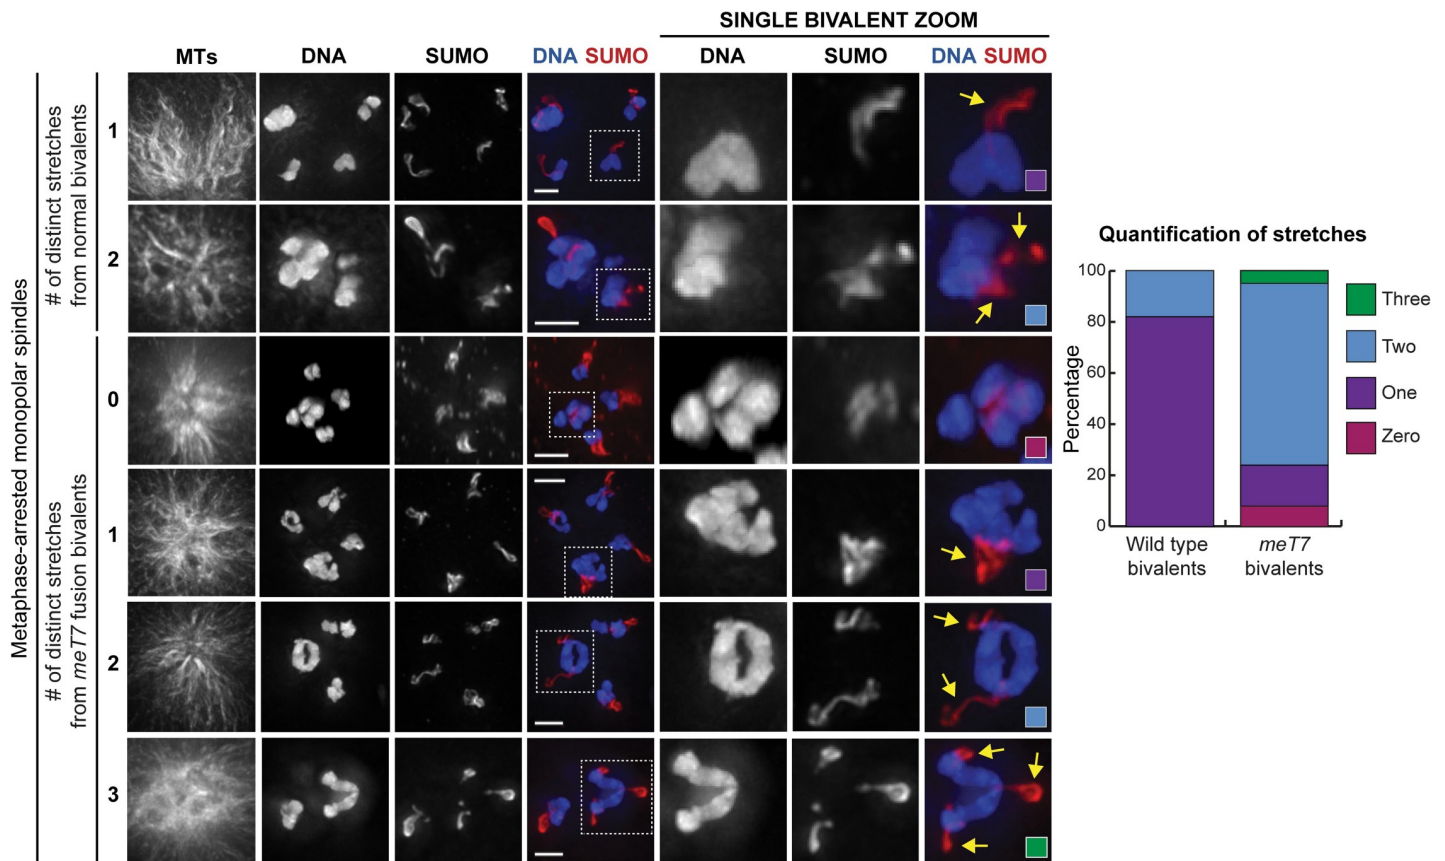 SINGLE BIVALENT ZOOM
MTs DNA SUMO DNA SUMO DNA SUMO DNA SUMO
Metaphase-arrested monopolar spindles
# of distinct stretches
from normal bivalents
1
2
# of distinct stretches
from meT7 fusion bivalents
0
1
2
3
Quantification of stretches
Percentage
100
80
60
40
20
0
Wild type
bivalents
meT7
bivalents
Three
Two
One
Zero